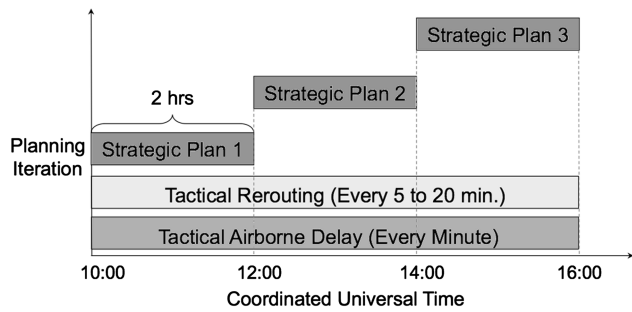 Strategic Plan 3
Strategic Plan 2
2 hrs
Strategic Plan 1
Planning
Iteration
Tactical Rerouting (Every 5 to 20 min.)
Tactical Airborne Delay (Every Minute)
10:00 12:00 14:00 16:00
Coordinated Universal Time